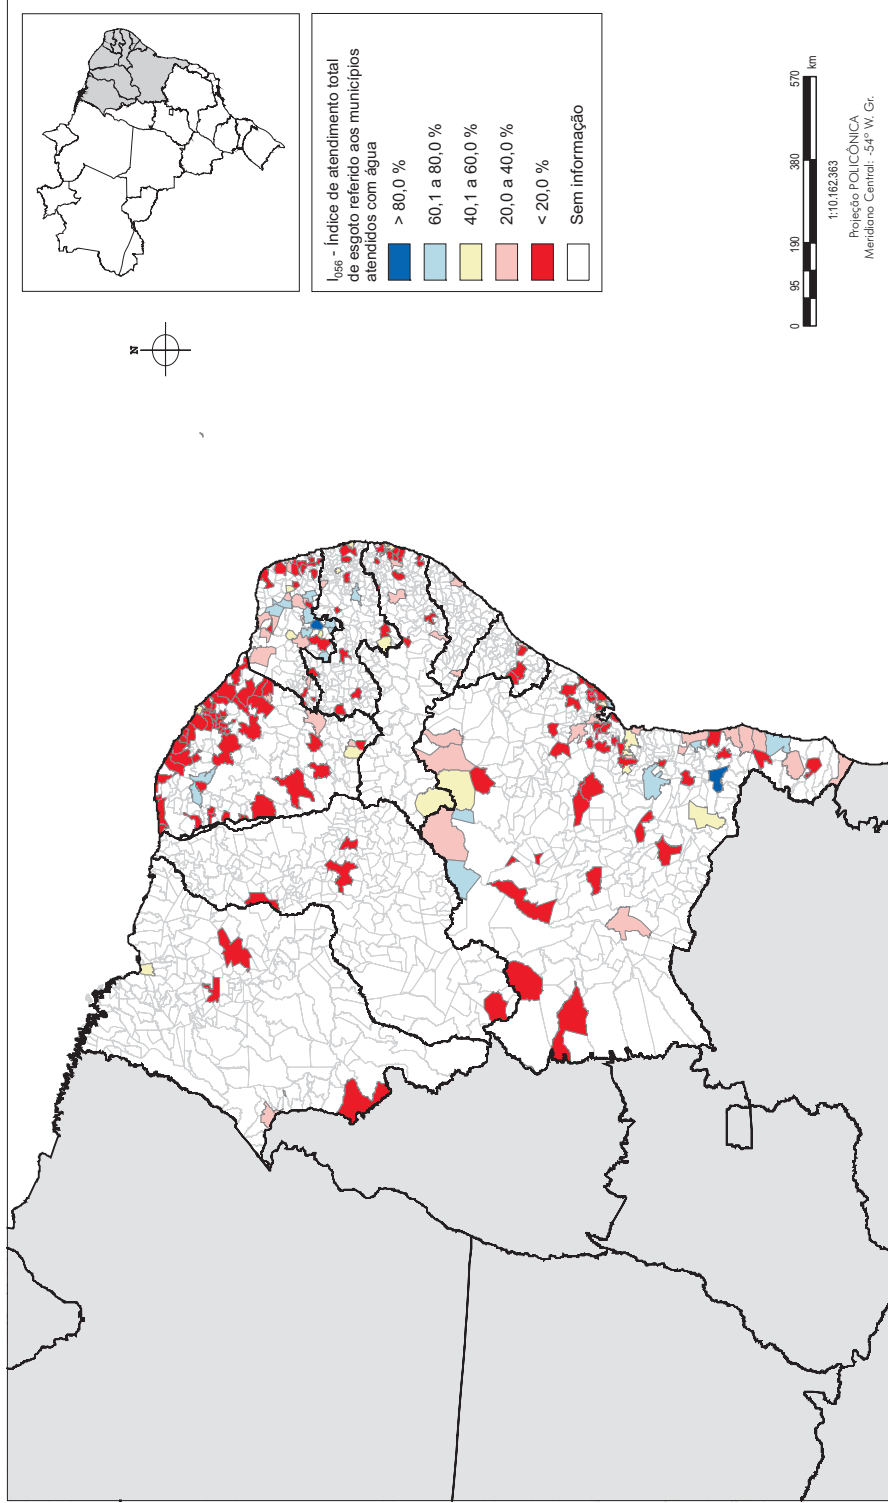 N
I056 - Índice de atendimento total
de esgoto referido aos municípios
atendidos com água
> 80,0 %
60,1 a 80,0 %
40,1 a 60,0 %
20,0 a 40,0 %
< 20,0 %
Sem informação
0 95 190 380 570
km
1:10.162.363
Projeção POLICÔNICA
Meridiano Central: -54° W. Gr.